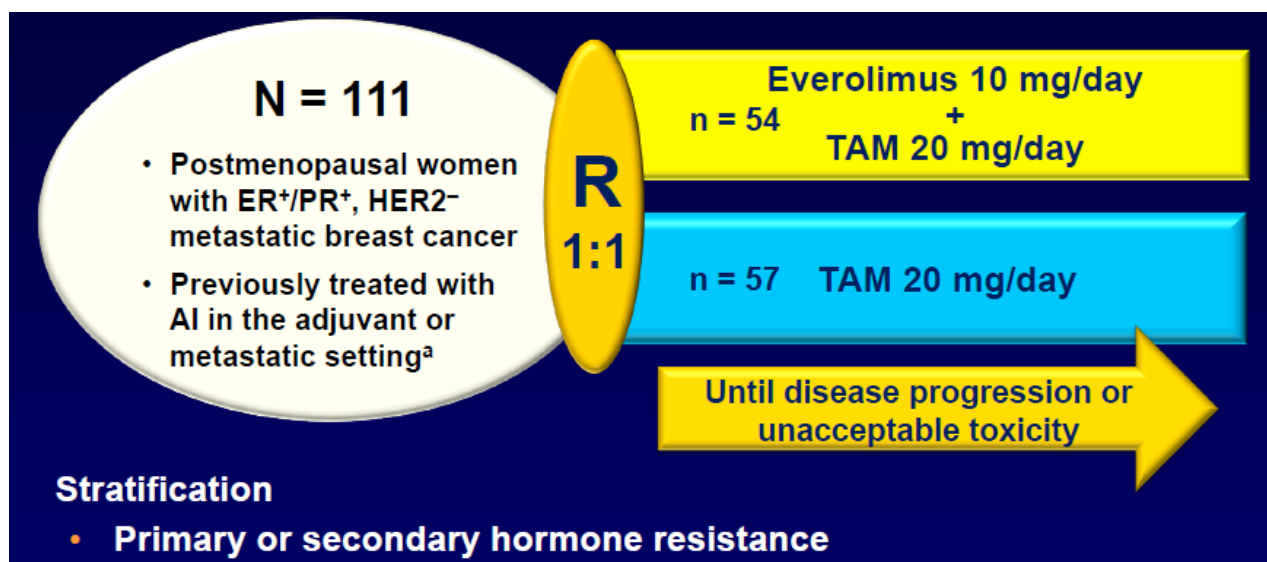 N = 111
• Postmenopausal women
with ER⁺/PR⁺, HER2⁻
metastatic breast cancer
• Previously treated with
AI in the adjuvant or
metastatic settingᵃ
R
1:1
Everolimus 10 mg/day
n = 54 +
TAM 20 mg/day
n = 57 TAM 20 mg/day
Until disease progression or
unacceptable toxicity
Stratification
• Primary or secondary hormone resistance